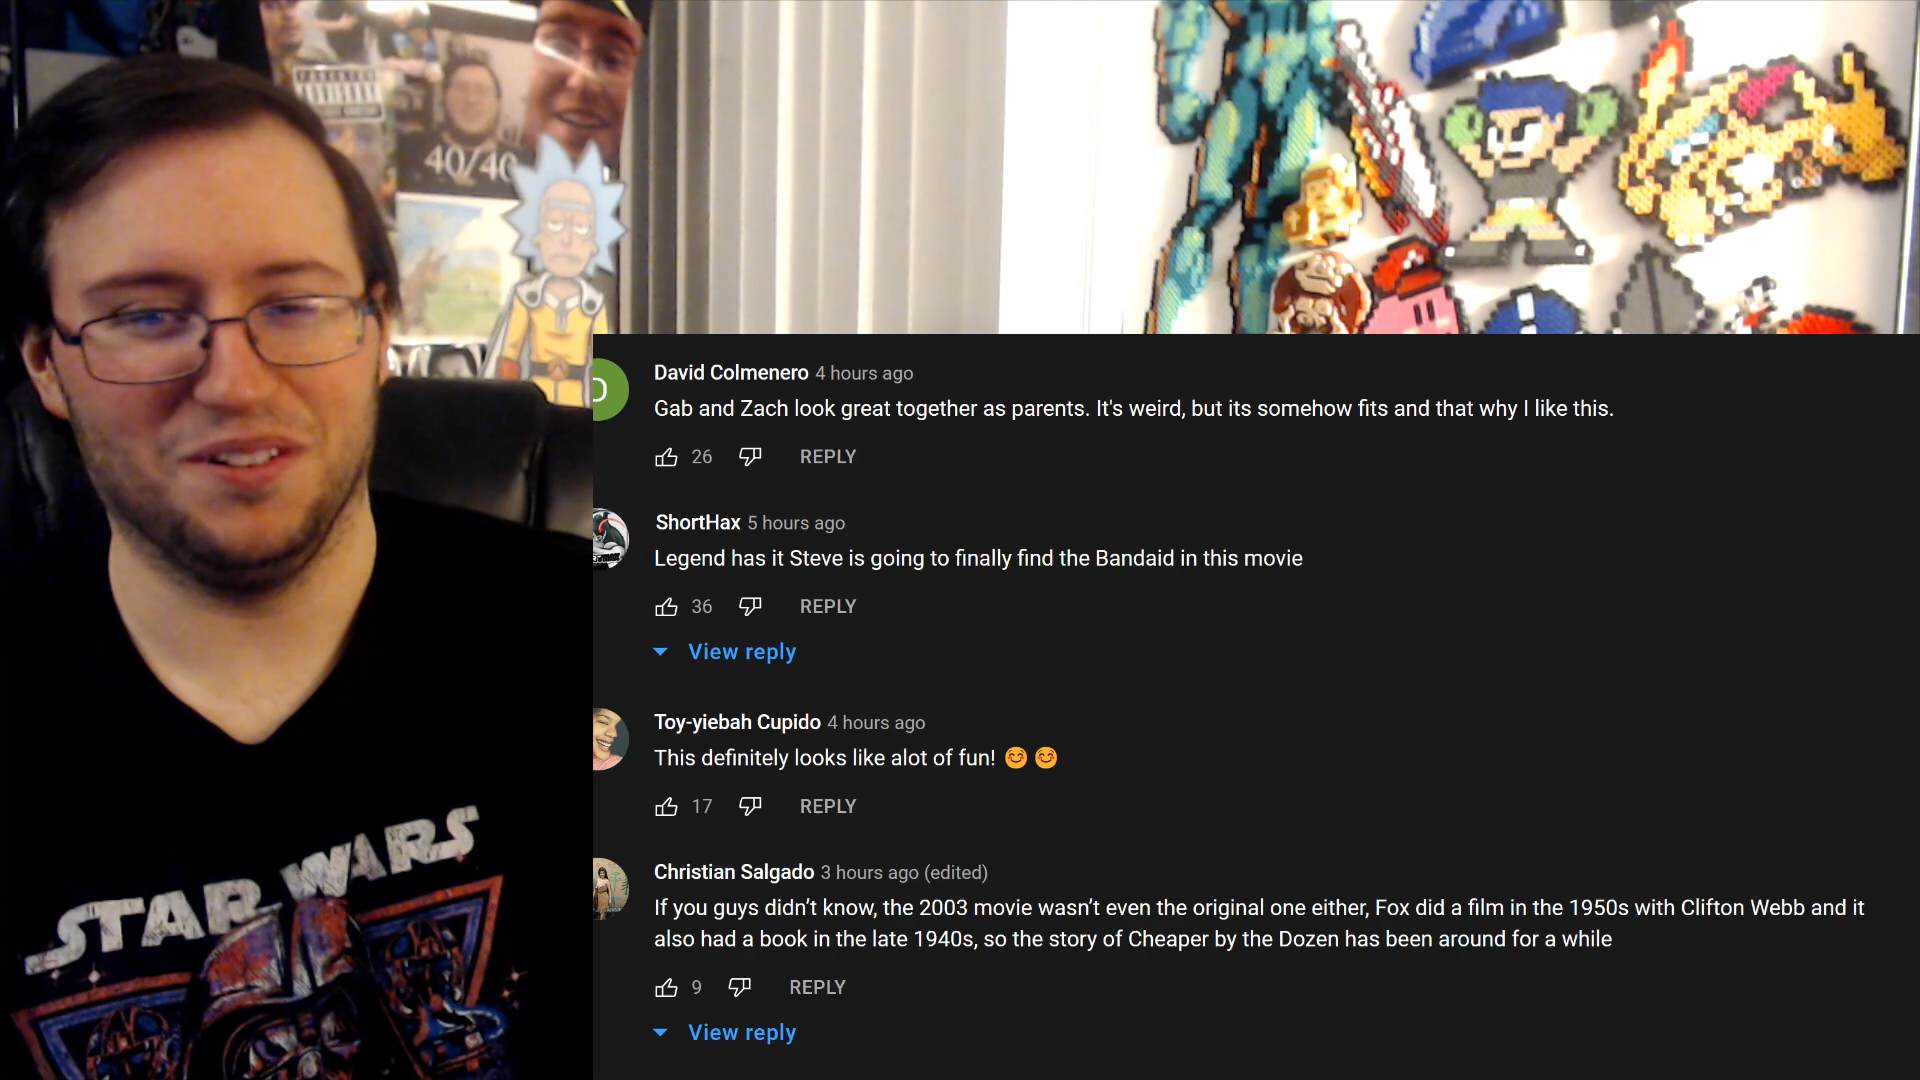 PARENTAL
ADVISORY
40/40
D
David Colmenero 4 hours ago
Gab and Zach look great together as parents. It's weird, but its somehow fits and that why I like this.
26 REPLY
ShortHax 5 hours ago
Legend has it Steve is going to finally find the Bandaid in this movie
36 REPLY
View reply
Toy-yiebah Cupido 4 hours ago
This definitely looks like alot of fun! 😊 😊
17 REPLY
Christian Salgado 3 hours ago (edited)
If you guys didn’t know, the 2003 movie wasn’t even the original one either, Fox did a film in the 1950s with Clifton Webb and it
also had a book in the late 1940s, so the story of Cheaper by the Dozen has been around for a while
9 REPLY
View reply
STAR WARS